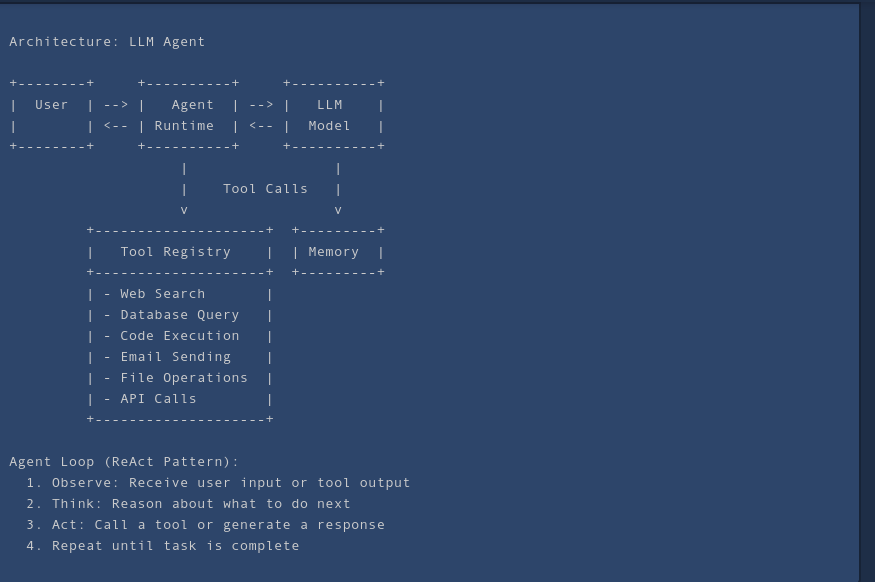 Architecture: LLM Agent

+--------+     +----------+     +----------+
|  User  | --> |   Agent  | --> |   LLM    |
|        | <-- | Runtime  | <-- |  Model   |
+--------+     +----------+     +----------+
                    |                 |
                    |    Tool Calls   |
                    v                 v
         +--------------------+  +---------+
         |   Tool Registry    |  | Memory  |
         +--------------------+  +---------+
         | - Web Search       |
         | - Database Query   |
         | - Code Execution   |
         | - Email Sending    |
         | - File Operations  |
         | - API Calls        |
         +--------------------+

Agent Loop (ReAct Pattern):
  1. Observe: Receive user input or tool output
  2. Think: Reason about what to do next
  3. Act: Call a tool or generate a response
  4. Repeat until task is complete